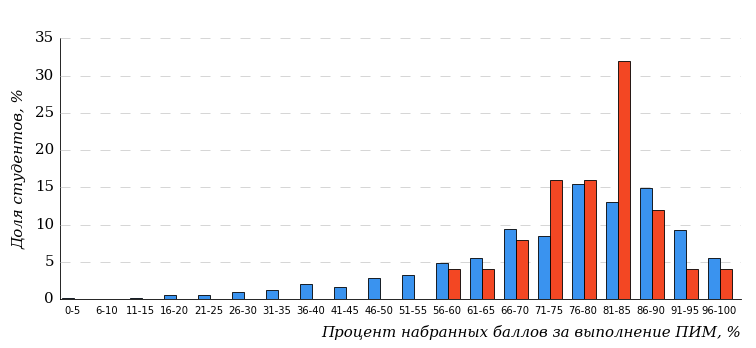 35
30
25
20
15
10
5
0
Доля студентов, %
0-5 6-10 11-15 16-20 21-25 26-30 31-35 36-40 41-45 46-50 51-55 56-60 61-65 66-70 71-75 76-80 81-85 86-90 91-95 96-100
Процент набранных баллов за выполнение ПИМ, %